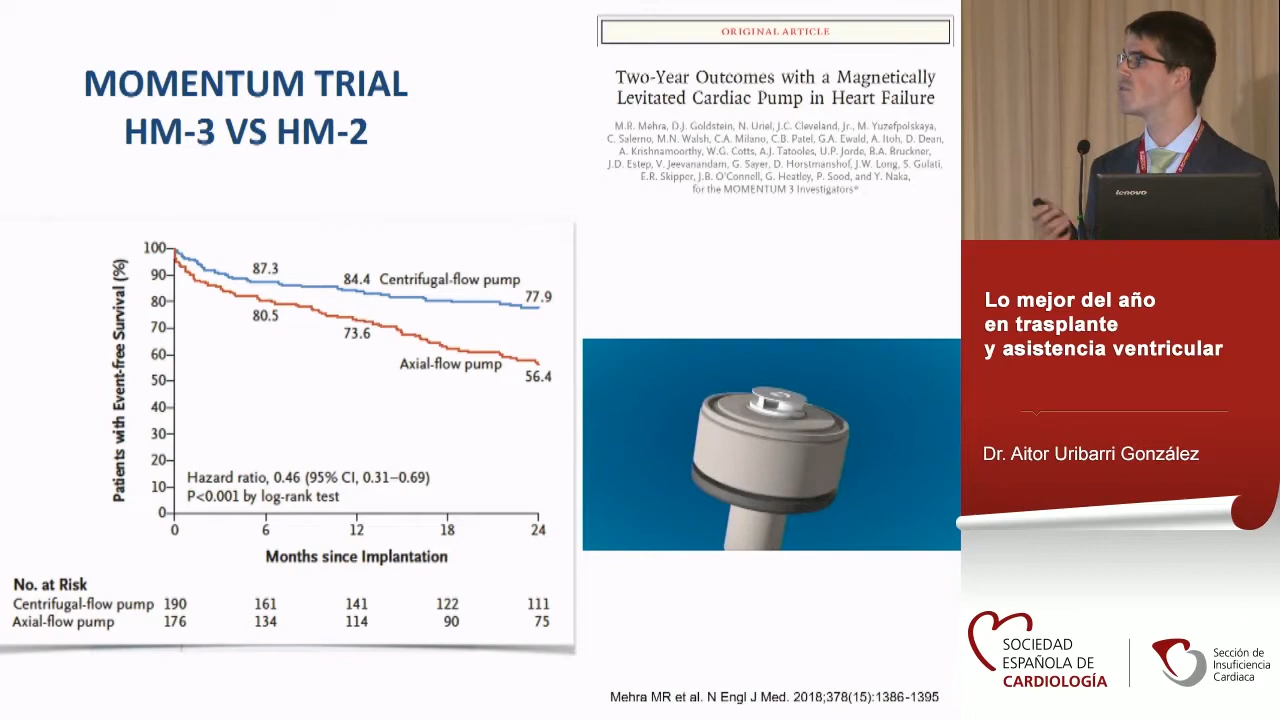 MOMENTUM TRIAL
HM-3 VS HM-2
ORIGINAL ARTICLE
Two-Year Outcomes with a Magnetically
Levitated Cardiac Pump in Heart Failure
M.R. Mehra, D.J. Goldstein, N. Uriel, J.C. Cleveland, Jr., M. Yuzefpolskaya,
C. Salerno, M.N. Walsh, C.A. Milano, C.B. Patel, G.A. Ewald, A. Itoh, D. Dean,
A. Krishnamoorthy, W.G. Cotts, A.J. Tatooles, U.P. Jorde, B.A. Bruckner,
J.D. Estep, V. Jeevanandam, G. Sayer, D. Horstmanshof, J.W. Long, S. Gulati,
E.R. Skipper, J.B. O'Connell, G. Heatley, P. Sood, and Y. Naka,
for the MOMENTUM 3 Investigators*
Patients with Event-free Survival (%)
100
90
80
70
60
50
40
30
20
10
0
87.3
84.4
Centrifugal-flow pump
77.9
80.5
73.6
Axial-flow pump
56.4
Hazard ratio, 0.46 (95% CI, 0.31–0.69)
P<0.001 by log-rank test
0 6 12 18 24
Months since Implantation
No. at Risk
Centrifugal-flow pump 190 161 141 122 111
Axial-flow pump 176 134 114 90 75
Mehra MR et al. N Engl J Med. 2018;378(15):1386-1395
lenovo
Lo mejor del año
en trasplante
y asistencia ventricular
Dr. Aitor Uribarri González
SOCIEDAD
ESPAÑOLA DE
CARDIOLOGÍA
Sección de
Insuficiencia
Cardiaca